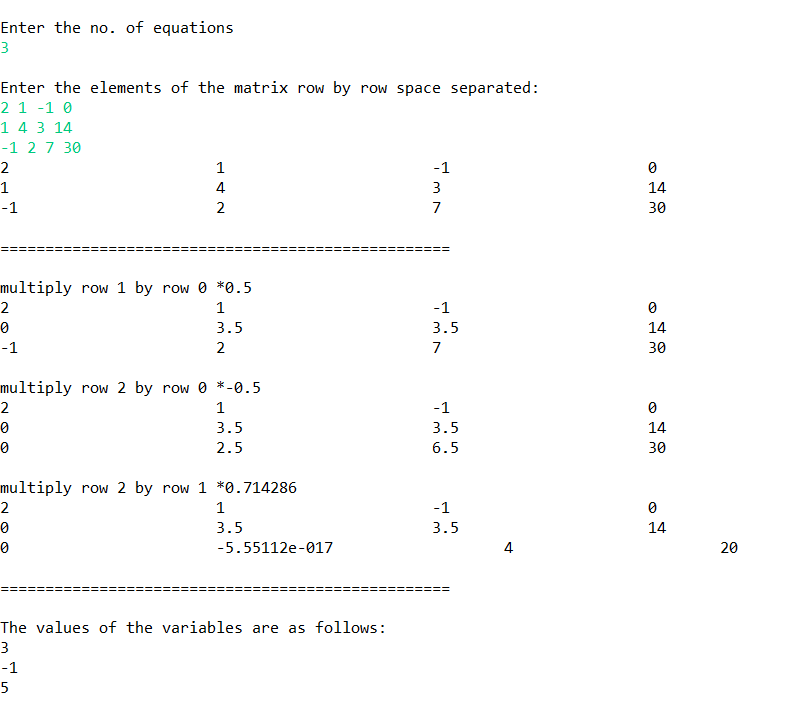 Enter the no. of equations
3
Enter the elements of the matrix row by row space separated:
2 1 -1 0
1 4 3 14
-1 2 7 30
2 1 -1 0
1 4 3 14
-1 2 7 30
==================================================
multiply row 1 by row 0 *0.5
2 1 -1 0
0 3.5 3.5 14
-1 2 7 30
multiply row 2 by row 0 *-0.5
2 1 -1 0
0 3.5 3.5 14
0 2.5 6.5 30
multiply row 2 by row 1 *0.714286
2 1 -1 0
0 3.5 3.5 14
0 -5.55112e-017 4 20
==================================================
The values of the variables are as follows:
3
-1
5